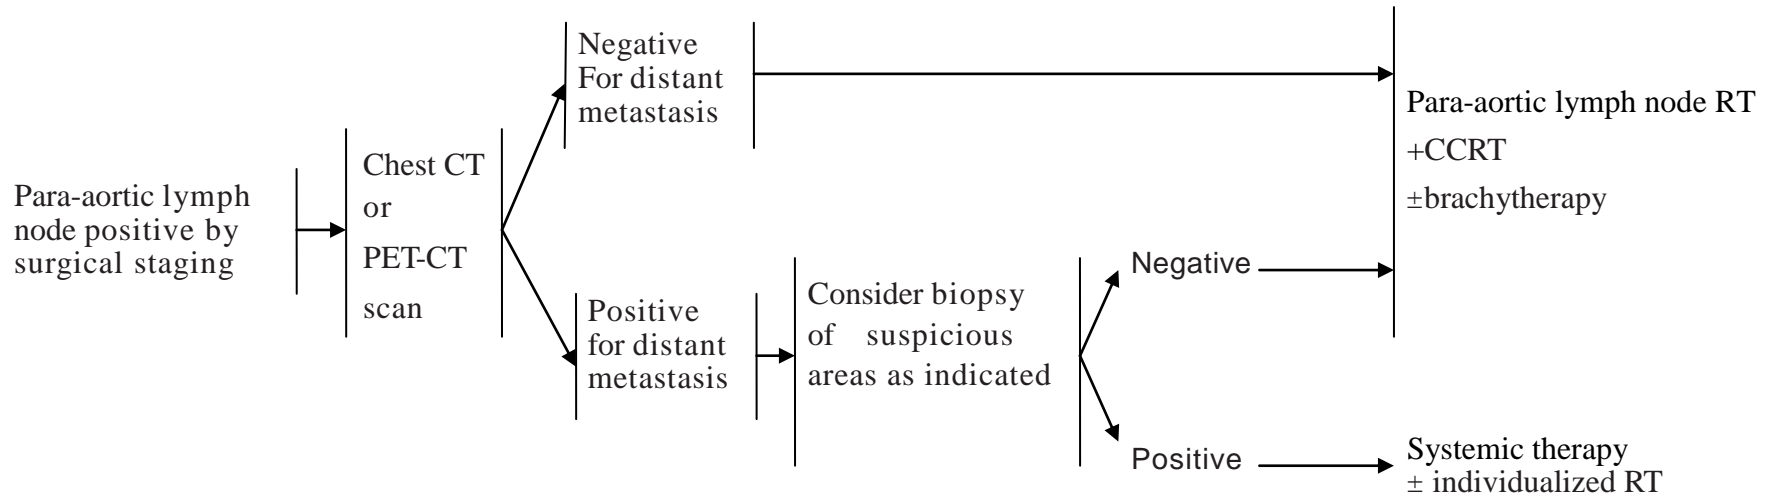 Para-aortic lymph
node positive by
surgical staging
Chest CT
or
PET-CT
scan
Negative
For distant
metastasis
Positive
for distant
metastasis
Consider biopsy
of suspicious
areas as indicated
Negative
Positive
Para-aortic lymph node RT
+CCRT
±brachytherapy
Systemic therapy
± individualized RT